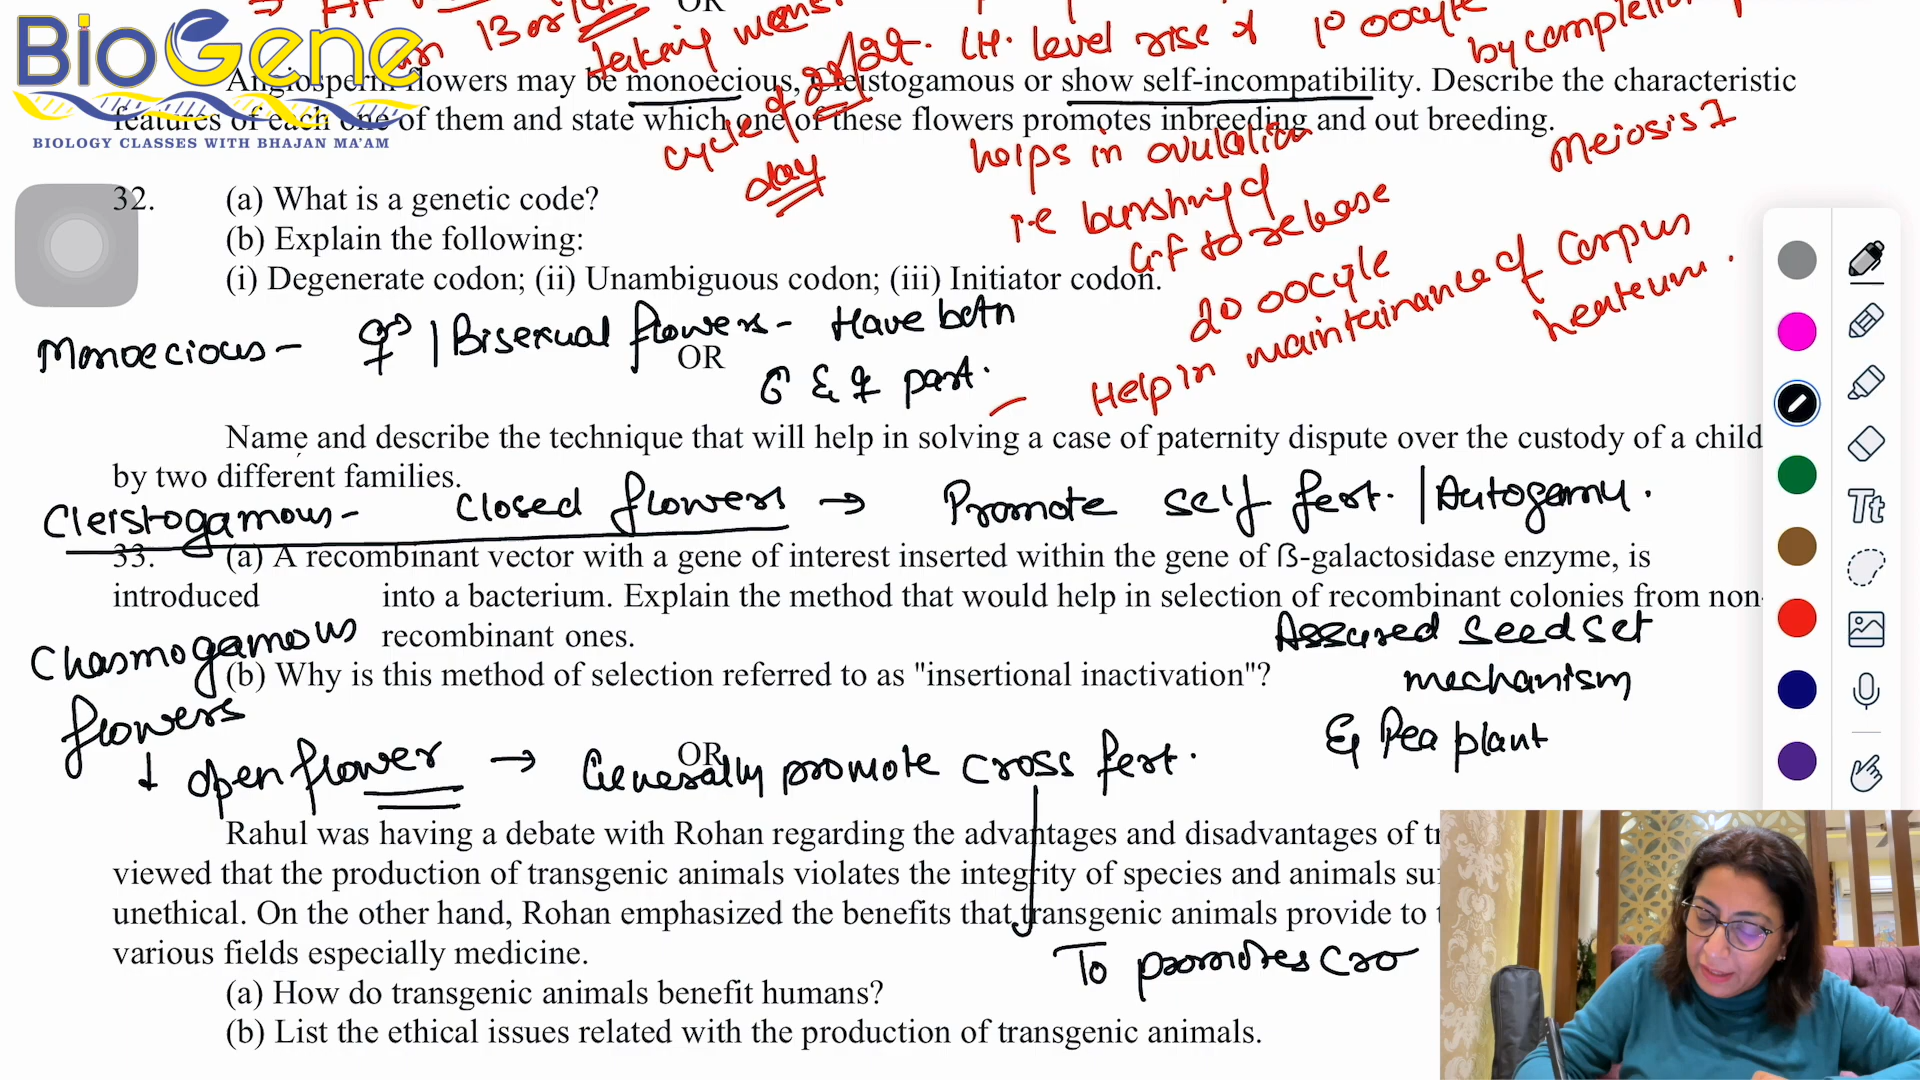 OR
BioGene
BIOLOGY CLASSES WITH BHAJAN MA'AM
13 or
taking
LH. level rise
1° oocyte
by completion
Angiosperm flowers may be monoecious, Cleistogamous or show self-incompatibility. Describe the characteristic
features of each one of them and state which one of these flowers promotes inbreeding and out breeding.
cycle of 28
day
helps in ovulation
i.e bursting of
GF to release
2° oocyte
Meiosis I
Help in maintainance of Corpus
leuteum.
32. (a) What is a genetic code?
(b) Explain the following:
(i) Degenerate codon; (ii) Unambiguous codon; (iii) Initiator codon.
Monoecious - | Bisexual flowers - Have both
& part.
OR
Name and describe the technique that will help in solving a case of paternity dispute over the custody of a child
by two different families.
Cleistogamous - Closed flowers → Promote self fert. | Autogamy.
33. (a) A recombinant vector with a gene of interest inserted within the gene of ß-galactosidase enzyme, is
introduced into a bacterium. Explain the method that would help in selection of recombinant colonies from non-
recombinant ones.
Assured seed set
mechanism
Eg Pea plant
Chasmogamous
flowers
(b) Why is this method of selection referred to as "insertional inactivation"?
OR
↓ open flower → Generally promote cross fert.
Rahul was having a debate with Rohan regarding the advantages and disadvantages of
viewed that the production of transgenic animals violates the integrity of species and animals
unethical. On the other hand, Rohan emphasized the benefits that transgenic animals provide to
various fields especially medicine.
To promotes cro
(a) How do transgenic animals benefit humans?
(b) List the ethical issues related with the production of transgenic animals.
Tt